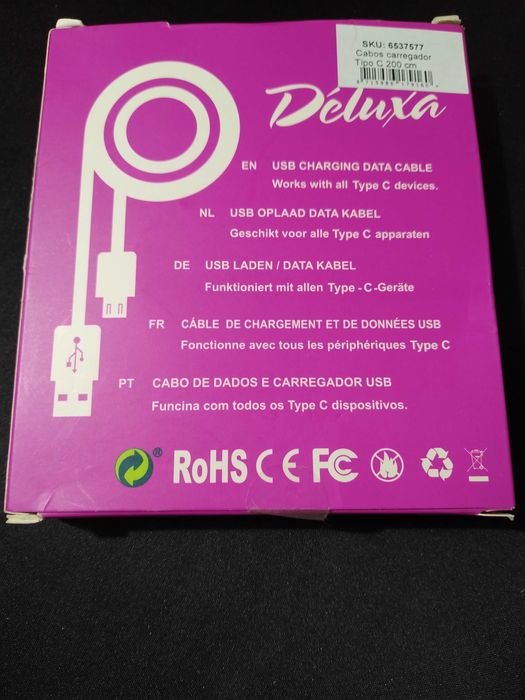 SKU: 6537577
Cabos carregador
Tipo C 200 cm
Déluxa
EN USB CHARGING DATA CABLE
Works with all Type C devices.
NL USB OPLAAD DATA KABEL
Geschikt voor alle Type C apparaten
DE USB LADEN / DATA KABEL
Funktioniert mit allen Type - C-Geräte
FR CÁBLE DE CHARGEMENT ET DE DONNÉES USB
Fonctionne avec tous les périphériques Type C
PT CABO DE DADOS E CARREGADOR USB
Funcina com todos os Type C dispositivos.
® RoHS CE FC